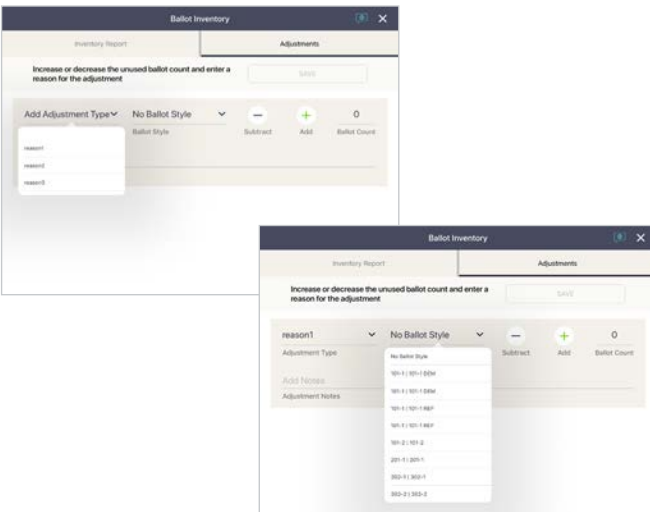 Ballot Inventory
Inventory Report
Adjustments
Increase or decrease the unused ballot count and enter a
reason for the adjustment
SAVE
Add Adjustment Type
No Ballot Style
0
Ballot Style
Subtract
Add
Ballot Count
reason1
reason2
reason3
Ballot Inventory
Inventory Report
Adjustments
Increase or decrease the unused ballot count and enter a
reason for the adjustment
SAVE
reason1
No Ballot Style
0
Adjustment Type
Subtract
Add
Ballot Count
Add Notes
Adjustment Notes
No Ballot Style
101-1 | 101-1 DEM
101-1 | 101-1 DEM
101-1 | 101-1 REP
101-1 | 101-1 REP
101-2 | 101-2
201-1 | 201-1
302-1 | 302-1
302-2 | 302-2